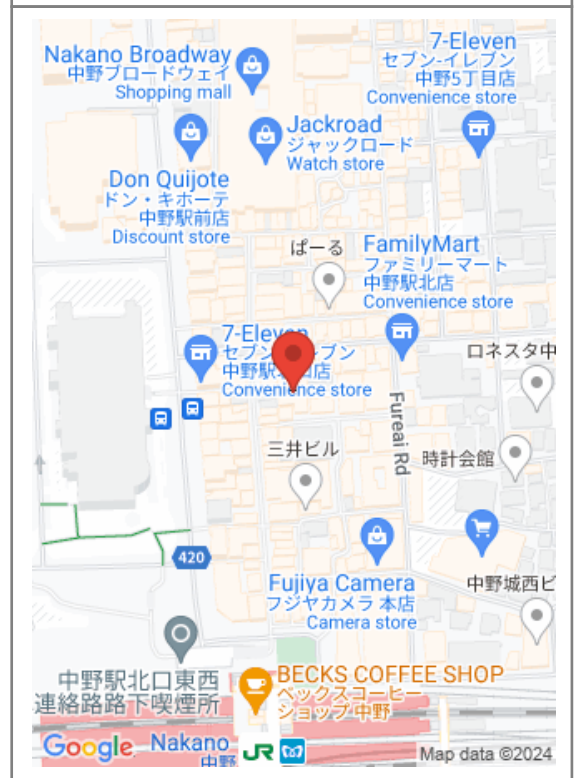 Nakano Broadway
中野ブロードウェイ
Shopping mall
7-Eleven
セブン-イレブン
中野5丁目店
Convenience store
Jackroad
ジャックロード
Watch store
Don Quijote
ドン・キホーテ
中野駅前店
Discount store
ぱーる
FamilyMart
ファミリーマート
中野駅北店
Convenience store
7-Eleven
セブン レブン
中野駅 店
Convenience store
ロネスタ中
Fureai Rd
三井ビル
時計会館
420
Fujiya Camera
フジヤカメラ 本店
Camera store
中野城西ビ
中野駅北口東西
連絡路路下喫煙所
BECKS COFFEE SHOP
ベックスコーヒー
ショップ 中野
Google
Nakano
中野
JR
Map data ©2024